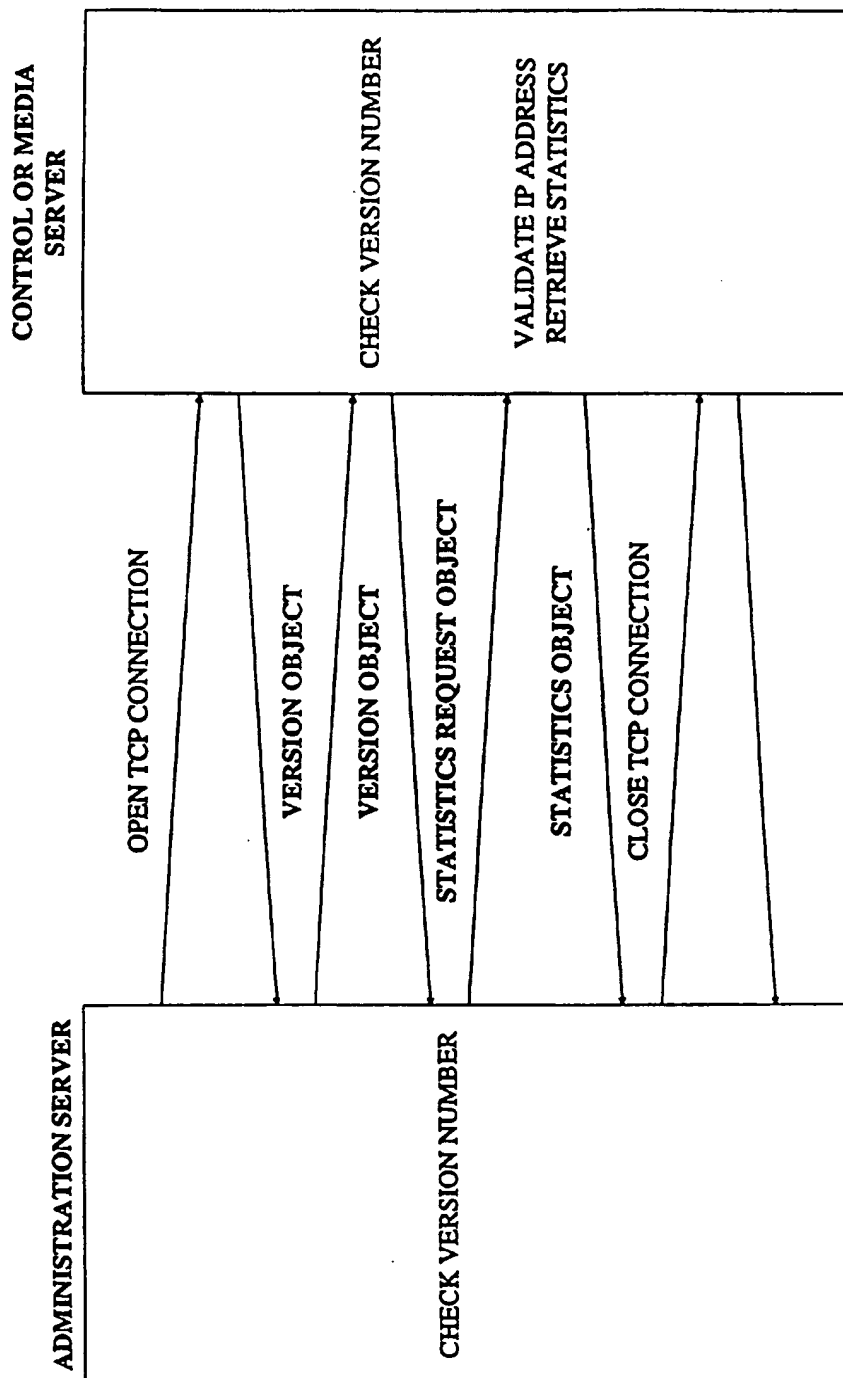 ADMINISTRATION SERVER
CONTROL OR MEDIA
SERVER
OPEN TCP CONNECTION
VERSION OBJECT
VERSION OBJECT
CHECK VERSION NUMBER
CHECK VERSION NUMBER
STATISTICS REQUEST OBJECT
VALIDATE IP ADDRESS
RETRIEVE STATISTICS
STATISTICS OBJECT
CLOSE TCP CONNECTION